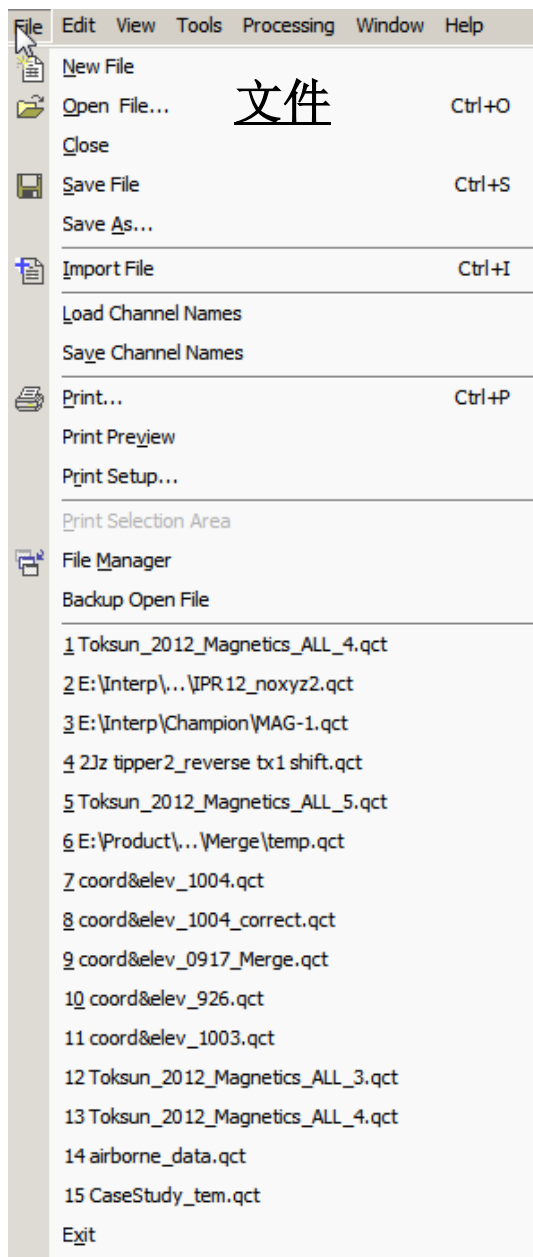 File Edit View Tools Processing Window Help
New File
文件
Open File... Ctrl+O
Close
Save File Ctrl+S
Save As...
Import File Ctrl+I
Load Channel Names
Save Channel Names
Print... Ctrl+P
Print Preview
Print Setup...
Print Selection Area
File Manager
Backup Open File
1 Toksun_2012_Magnetics_ALL_4.qct
2 E:\Interp\...\IPR12_noxyz2.qct
3 E:\Interp\Champion\MAG-1.qct
4 2Jz tipper2_reverse tx1 shift.qct
5 Toksun_2012_Magnetics_ALL_5.qct
6 E:\Product\...\Merge\temp.qct
7 coord&elev_1004.qct
8 coord&elev_1004_correct.qct
9 coord&elev_0917_Merge.qct
10 coord&elev_926.qct
11 coord&elev_1003.qct
12 Toksun_2012_Magnetics_ALL_3.qct
13 Toksun_2012_Magnetics_ALL_4.qct
14 airborne_data.qct
15 CaseStudy_tem.qct
Exit